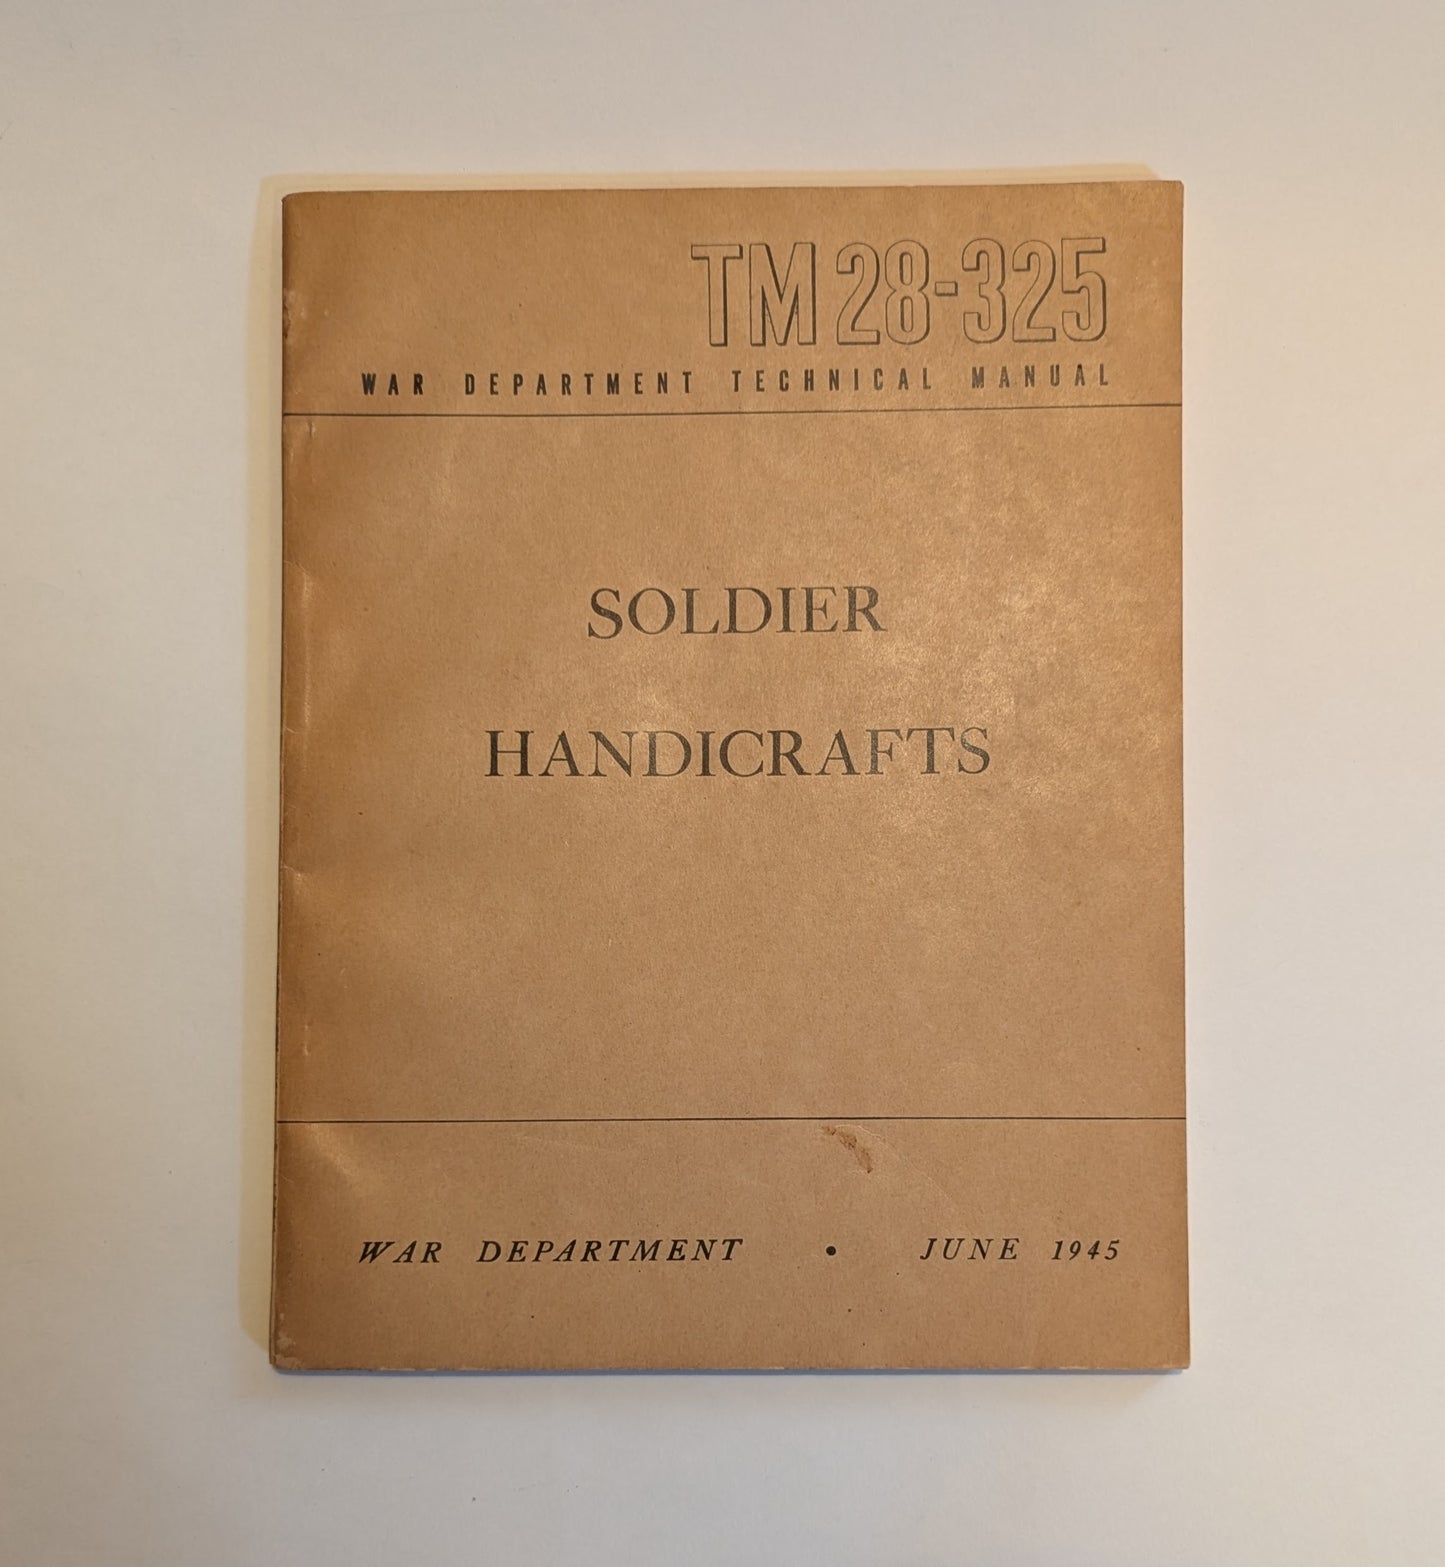 TM 28-325
WAR DEPARTMENT TECHNICAL MANUAL
SOLDIER
HANDICRAFTS
WAR DEPARTMENT • JUNE 1945